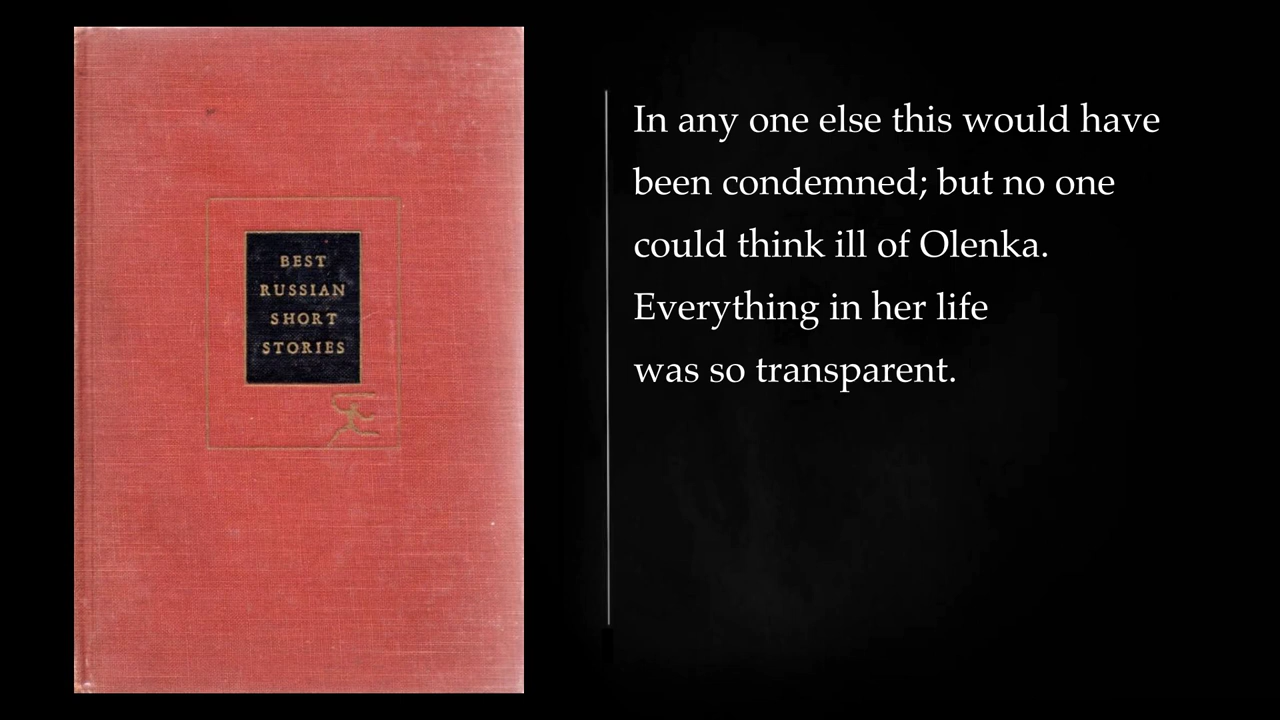 BEST
RUSSIAN
SHORT
STORIES
In any one else this would have
been condemned; but no one
could think ill of Olenka.
Everything in her life
was so transparent.